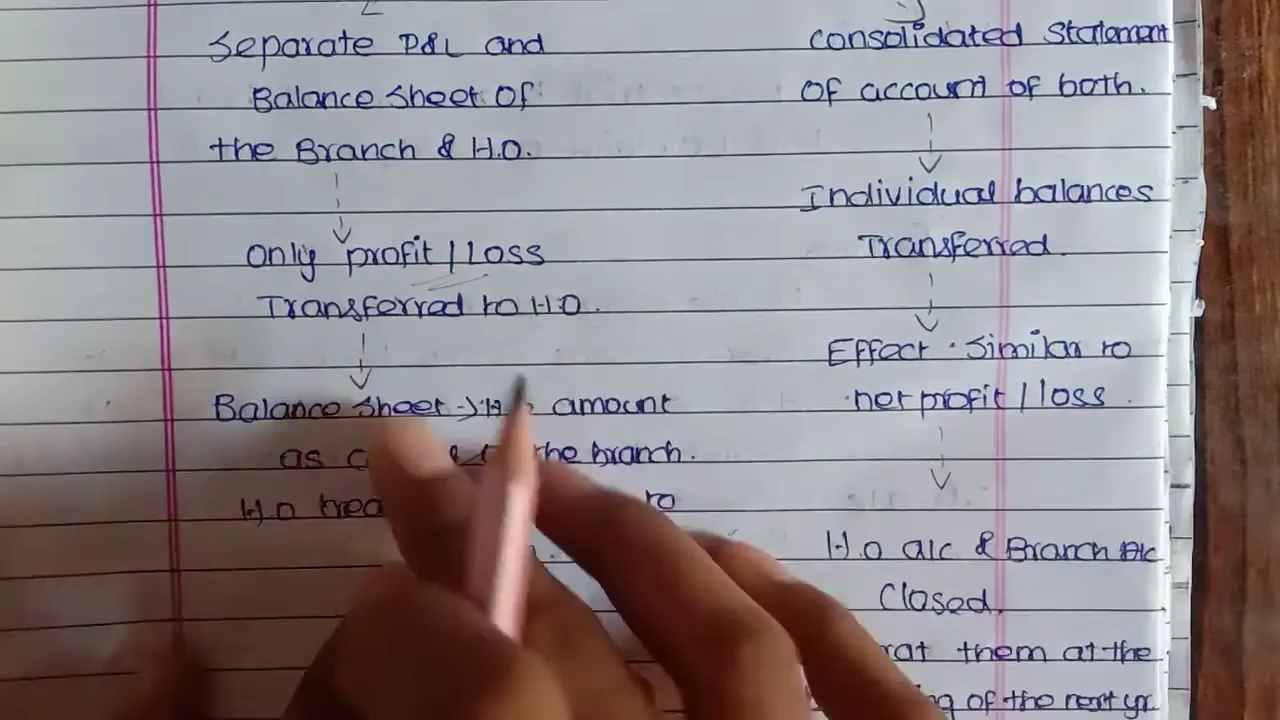 Separate P&L and
Balance Sheet Of
the Branch & H.O.
Only profit / Loss
Transferred to H.O.
Balance Sheet → amount
as the branch.
H.O to
consolidated Statement
Of account of both.
Individual balances
Transferred
Effect Similar to
net profit / loss.
H.O a/c & Branch a/c
Closed.
them at the
of the next yr.